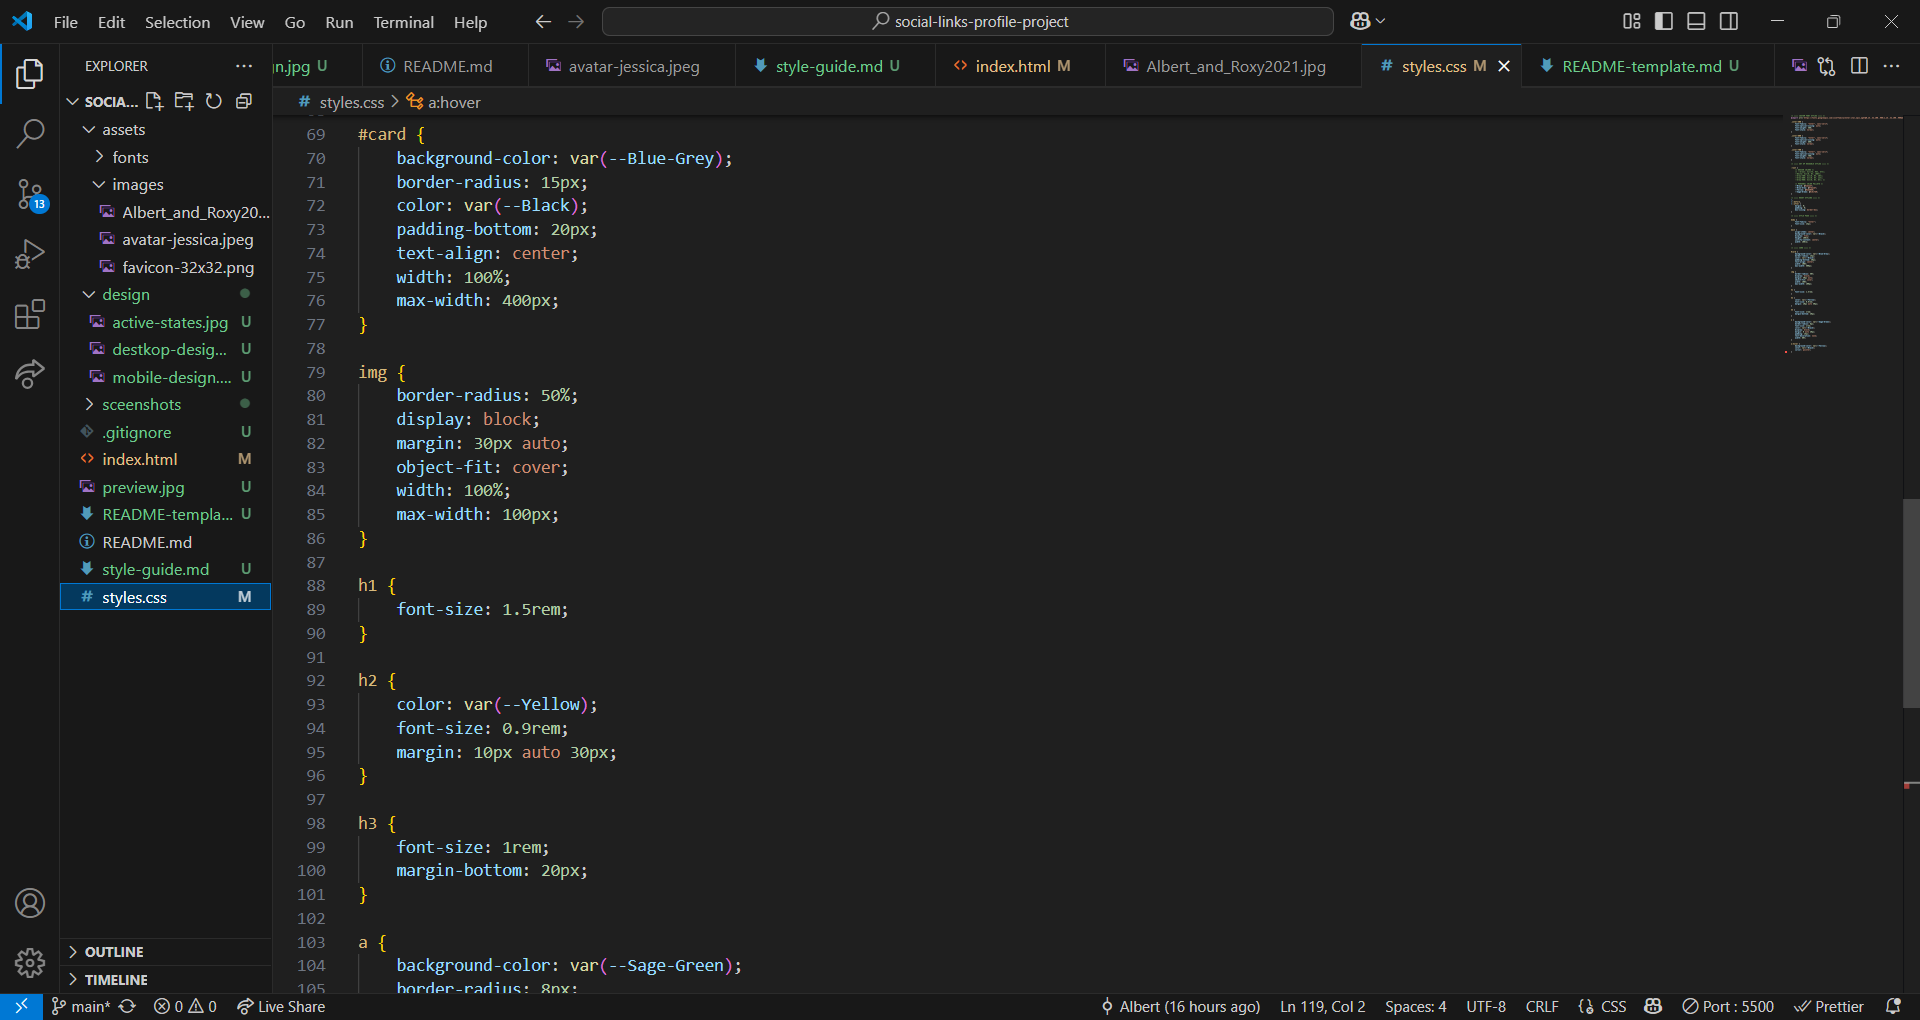 File Edit Selection View Go Run Terminal Help
social-links-profile-project
EXPLORER
n.jpg U
README.md
avatar-jessica.jpeg
style-guide.md U
index.html M
Albert_and_Roxy2021.jpg
styles.css M
README-template.md U
styles.css > a:hover
SOCIA...
assets
fonts
images
Albert_and_Roxy20...
avatar-jessica.jpeg
favicon-32x32.png
design
active-states.jpg U
destkop-desig... U
mobile-design.... U
sceenshots
.gitignore U
index.html M
preview.jpg U
README-templa... U
README.md
style-guide.md U
styles.css M
OUTLINE
TIMELINE
13
69 #card {
70 background-color: var(--Blue-Grey);
71 border-radius: 15px;
72 color: var(--Black);
73 padding-bottom: 20px;
74 text-align: center;
75 width: 100%;
76 max-width: 400px;
77 }
78
79 img {
80 border-radius: 50%;
81 display: block;
82 margin: 30px auto;
83 object-fit: cover;
84 width: 100%;
85 max-width: 100px;
86 }
87
88 h1 {
89 font-size: 1.5rem;
90 }
91
92 h2 {
93 color: var(--Yellow);
94 font-size: 0.9rem;
95 margin: 10px auto 30px;
96 }
97
98 h3 {
99 font-size: 1rem;
100 margin-bottom: 20px;
101 }
102
103 a {
104 background-color: var(--Sage-Green);
105 border-radius: 8px;
main* 0 0 Live Share
Albert (16 hours ago) Ln 119, Col 2 Spaces: 4 UTF-8 CRLF CSS Port : 5500 Prettier